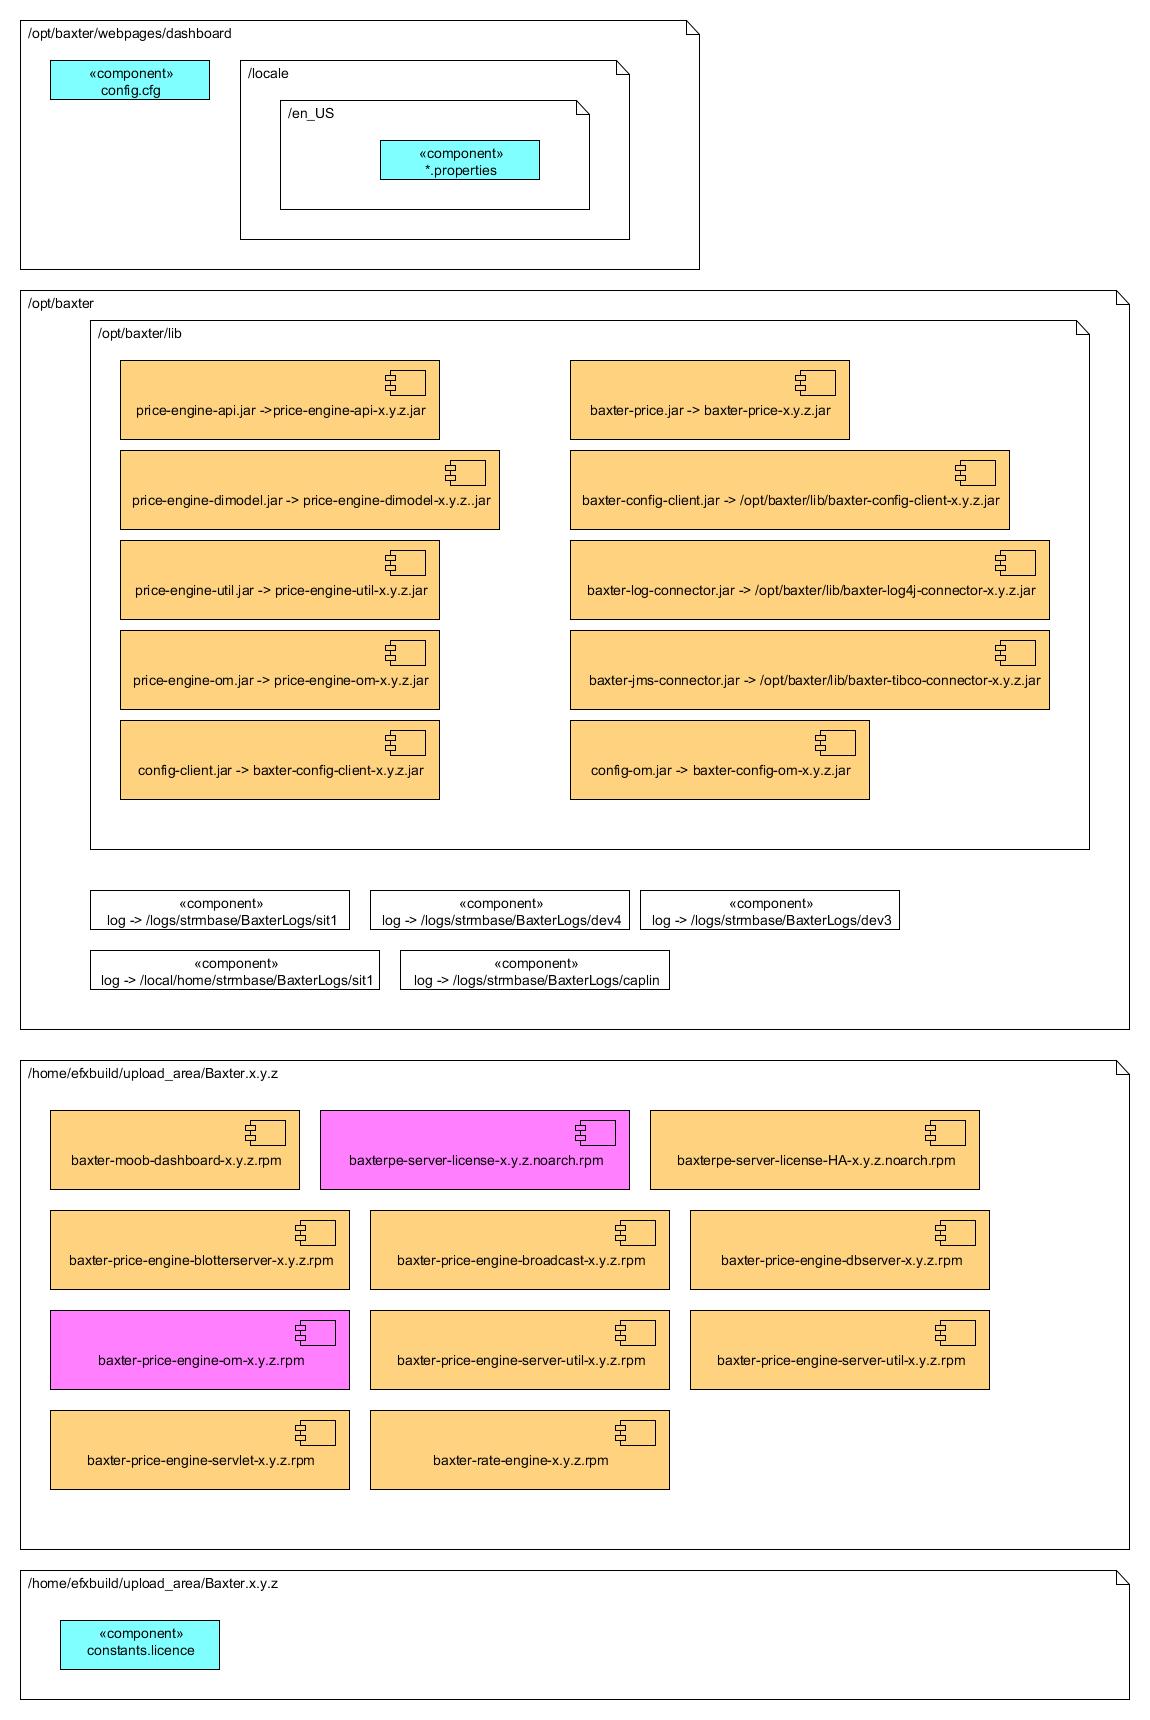 /opt/baxter/webpages/dashboard
«component»
config.cfg
/locale
/en_US
«component»
*.properties
/opt/baxter
/opt/baxter/lib
price-engine-api.jar ->price-engine-api-x.y.z.jar
baxter-price.jar -> baxter-price-x.y.z.jar
price-engine-dimodel.jar -> price-engine-dimodel-x.y.z..jar
baxter-config-client.jar -> /opt/baxter/lib/baxter-config-client-x.y.z.jar
price-engine-util.jar -> price-engine-util-x.y.z.jar
baxter-log-connector.jar -> /opt/baxter/lib/baxter-log4j-connector-x.y.z.jar
price-engine-om.jar -> price-engine-om-x.y.z.jar
baxter-jms-connector.jar -> /opt/baxter/lib/baxter-tibco-connector-x.y.z.jar
config-client.jar -> baxter-config-client-x.y.z.jar
config-om.jar -> baxter-config-om-x.y.z.jar
«component»
log -> /logs/strmbase/BaxterLogs/sit1
«component»
log -> /logs/strmbase/BaxterLogs/dev4
«component»
log -> /logs/strmbase/BaxterLogs/dev3
«component»
log -> /local/home/strmbase/BaxterLogs/sit1
«component»
log -> /logs/strmbase/BaxterLogs/caplin
/home/efxbuild/upload_area/Baxter.x.y.z
baxter-moob-dashboard-x.y.z.rpm
baxterpe-server-license-x.y.z.noarch.rpm
baxterpe-server-license-HA-x.y.z.noarch.rpm
baxter-price-engine-blotterserver-x.y.z.rpm
baxter-price-engine-broadcast-x.y.z.rpm
baxter-price-engine-dbserver-x.y.z.rpm
baxter-price-engine-om-x.y.z.rpm
baxter-price-engine-server-util-x.y.z.rpm
baxter-price-engine-server-util-x.y.z.rpm
baxter-price-engine-servlet-x.y.z.rpm
baxter-rate-engine-x.y.z.rpm
/home/efxbuild/upload_area/Baxter.x.y.z
«component»
constants.licence